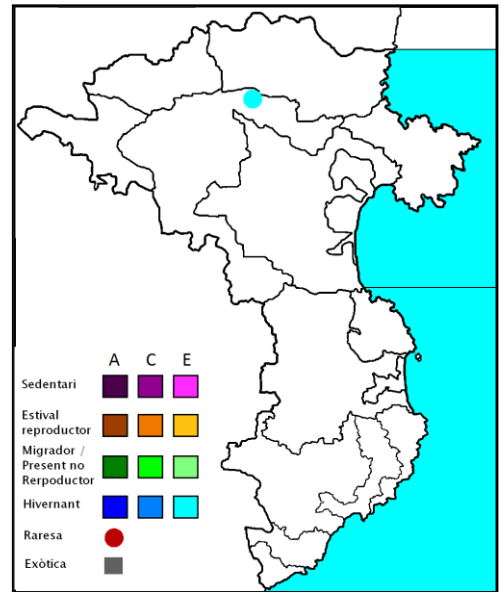 A C E
Sedentari
Estival
reproductor
Migrador /
Present no
Rerpoductor
Hivernant
Raresa
Exòtica